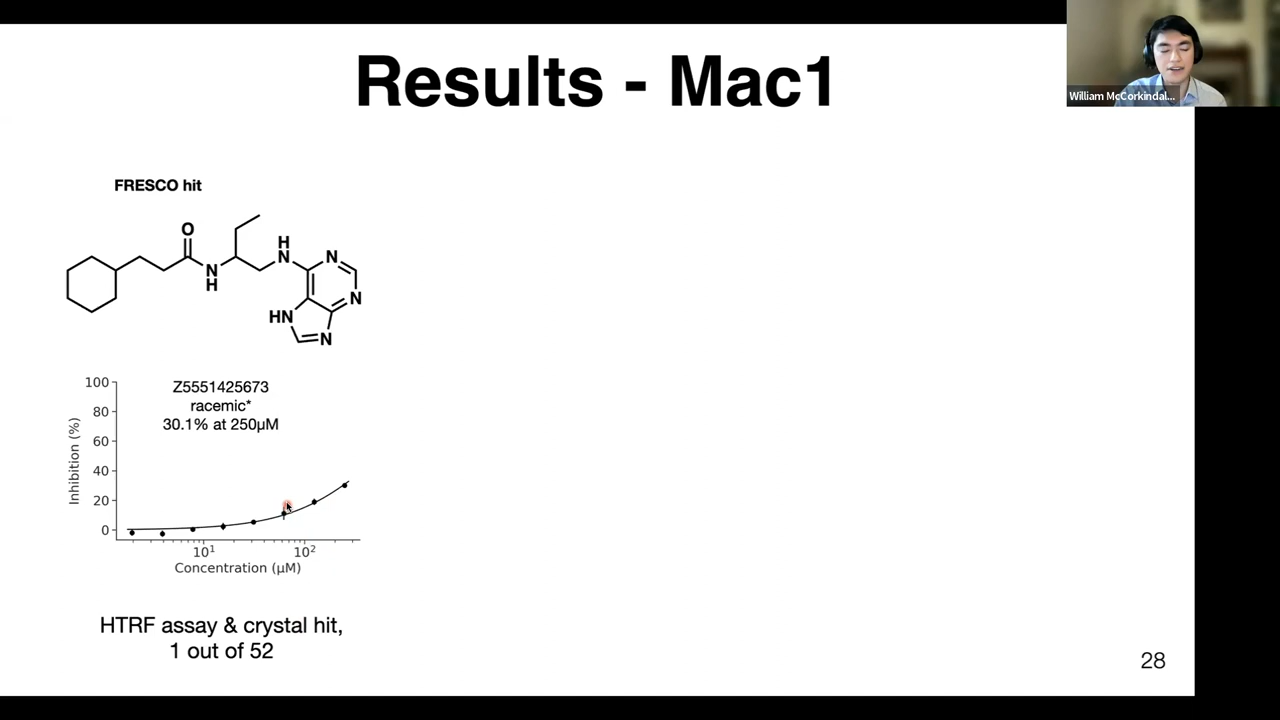 Results - Mac1
William McCorkindal...
FRESCO hit
O
N
H
H
N
N
N
HN
N
Z5551425673
racemic*
30.1% at 250µM
100
80
60
40
20
0
Inhibition (%)
10¹
10²
Concentration (µM)
HTRF assay & crystal hit,
1 out of 52
28